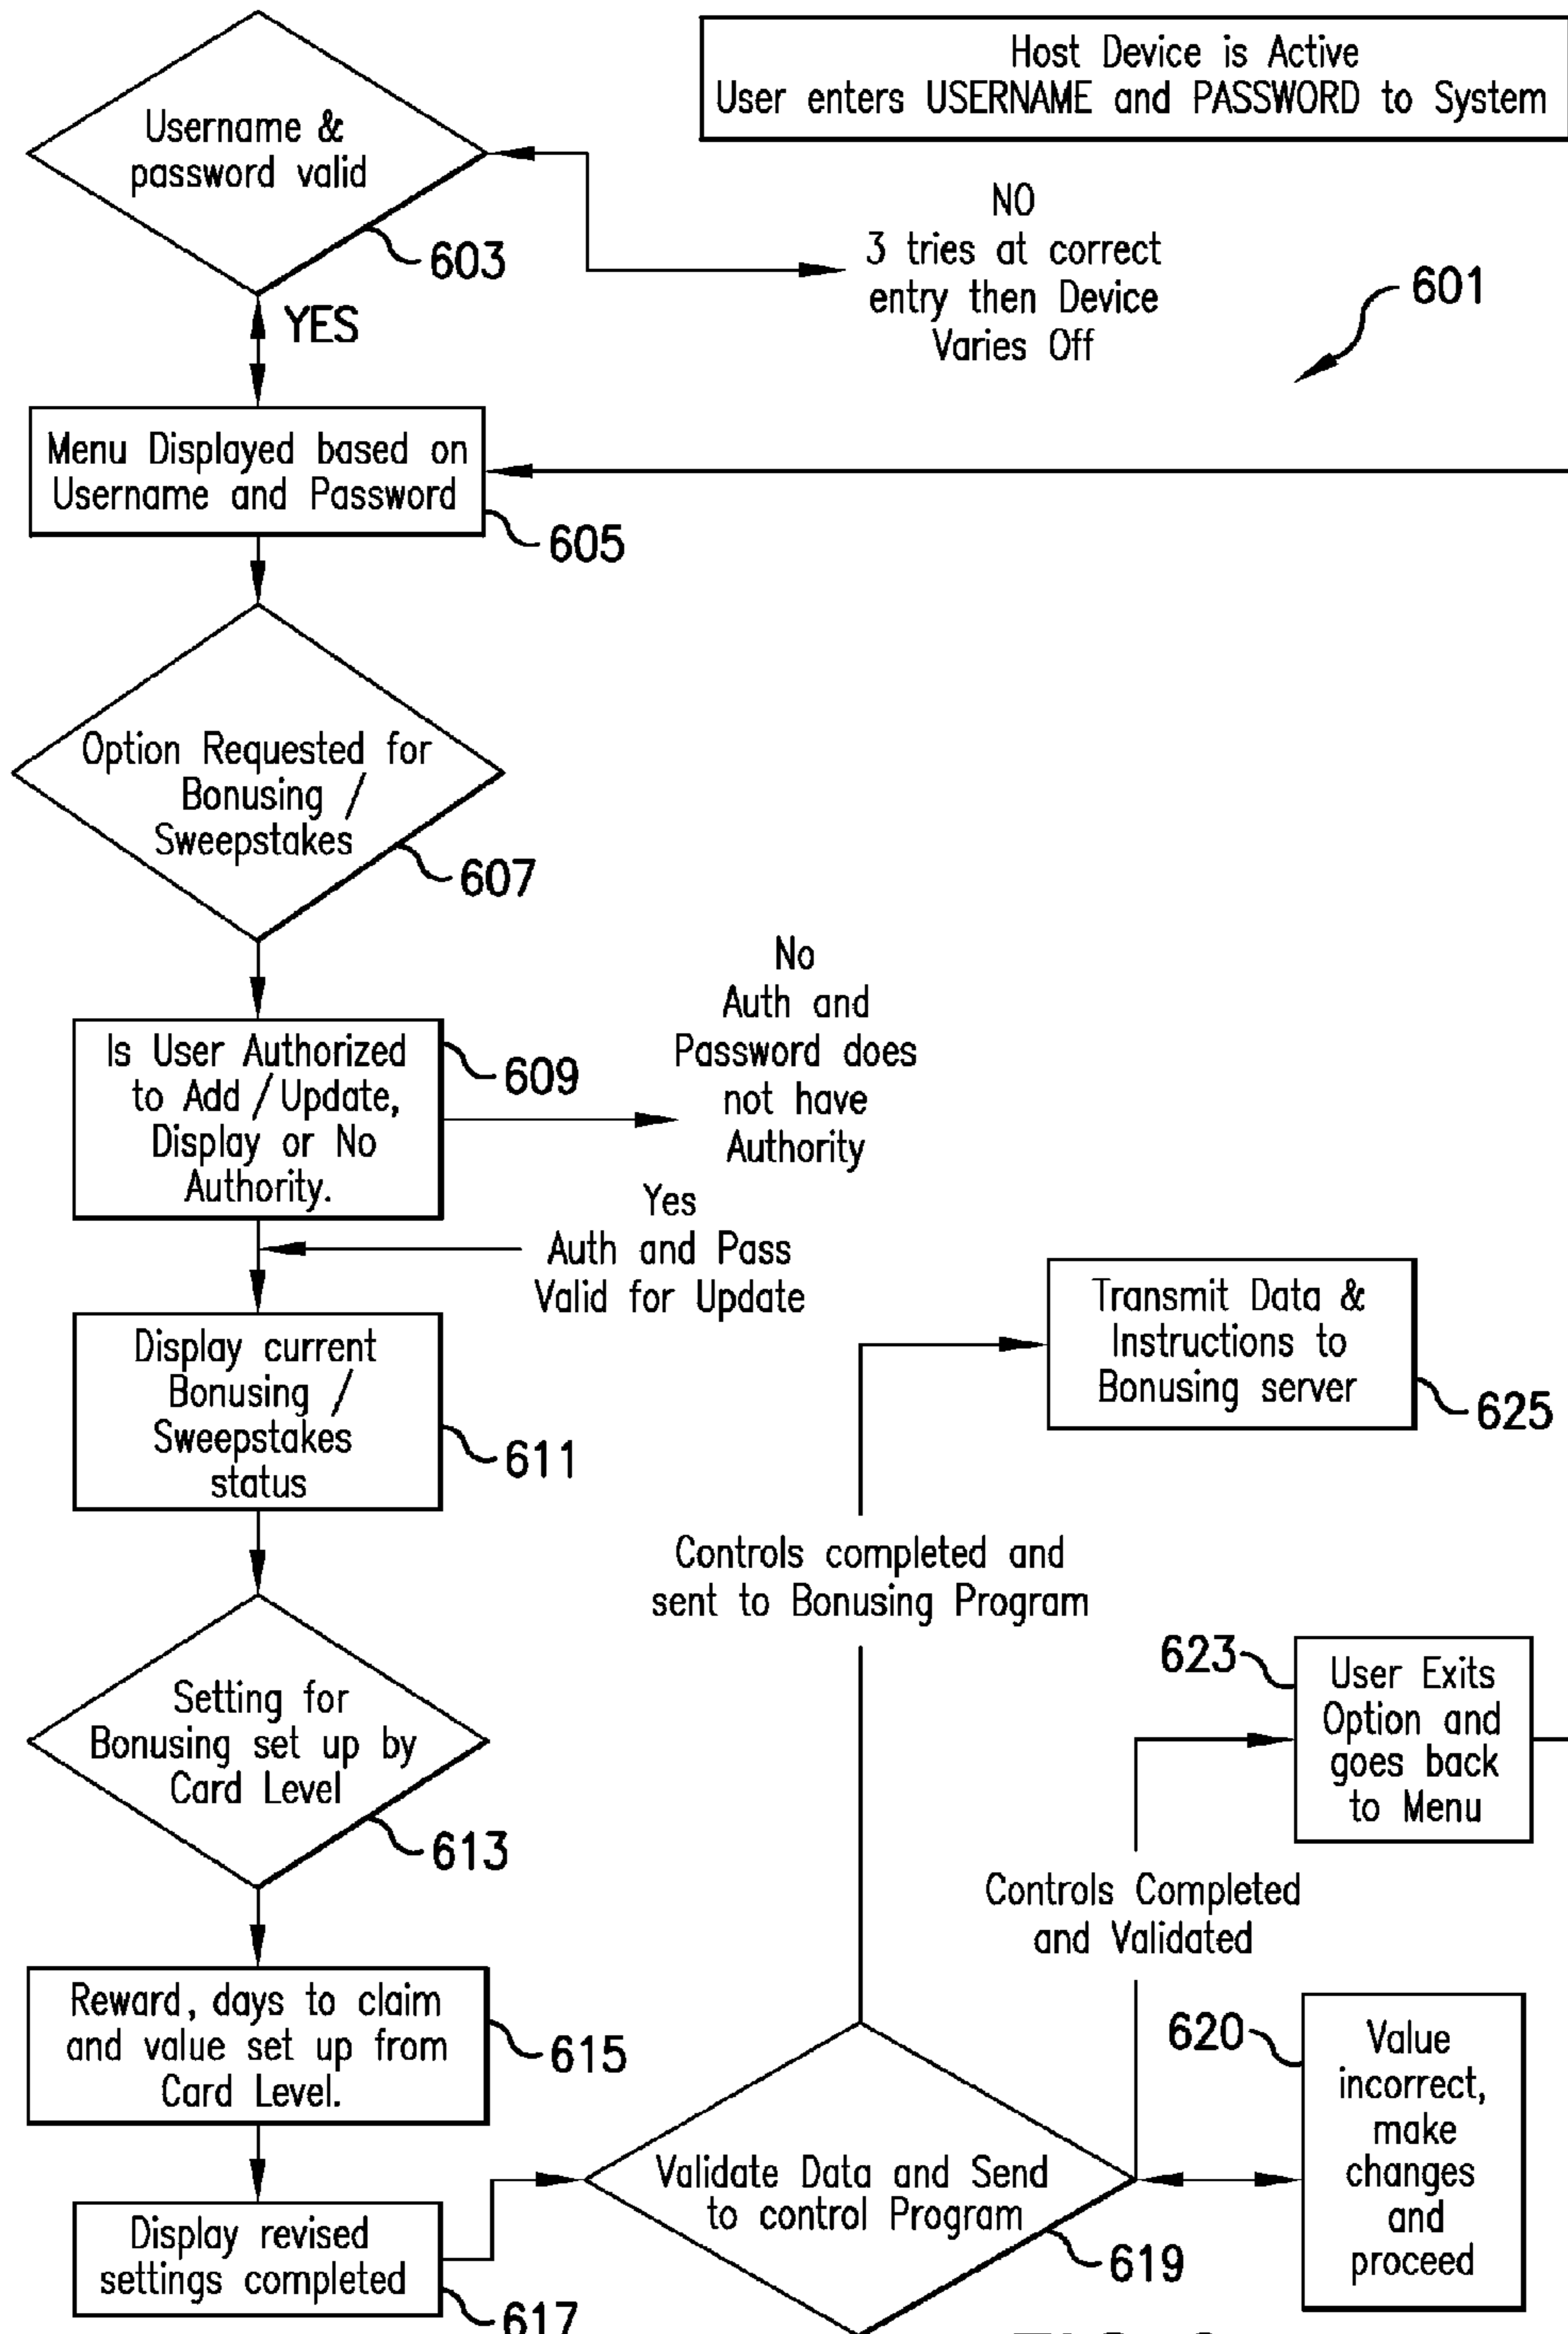 Host Device is Active
User enters USERNAME and PASSWORD to System
Username &
password valid
603
NO
3 tries at correct
entry then Device
Varies Off
601
YES
Menu Displayed based on
Username and Password
605
Option Requested for
Bonusing /
Sweepstakes
607
Is User Authorized
to Add / Update,
Display or No
Authority.
609
No
Auth and
Password does
not have
Authority
Yes
Auth and Pass
Valid for Update
Display current
Bonusing /
Sweepstakes
status
611
Transmit Data &
Instructions to
Bonusing server
625
Controls completed and
sent to Bonusing Program
Setting for
Bonusing set up by
Card Level
613
623
User Exits
Option and
goes back
to Menu
Controls Completed
and Validated
Reward, days to claim
and value set up from
Card Level.
615
620
Value
incorrect,
make
changes
and
proceed
Validate Data and Send
to control Program
619
Display revised
settings completed
617